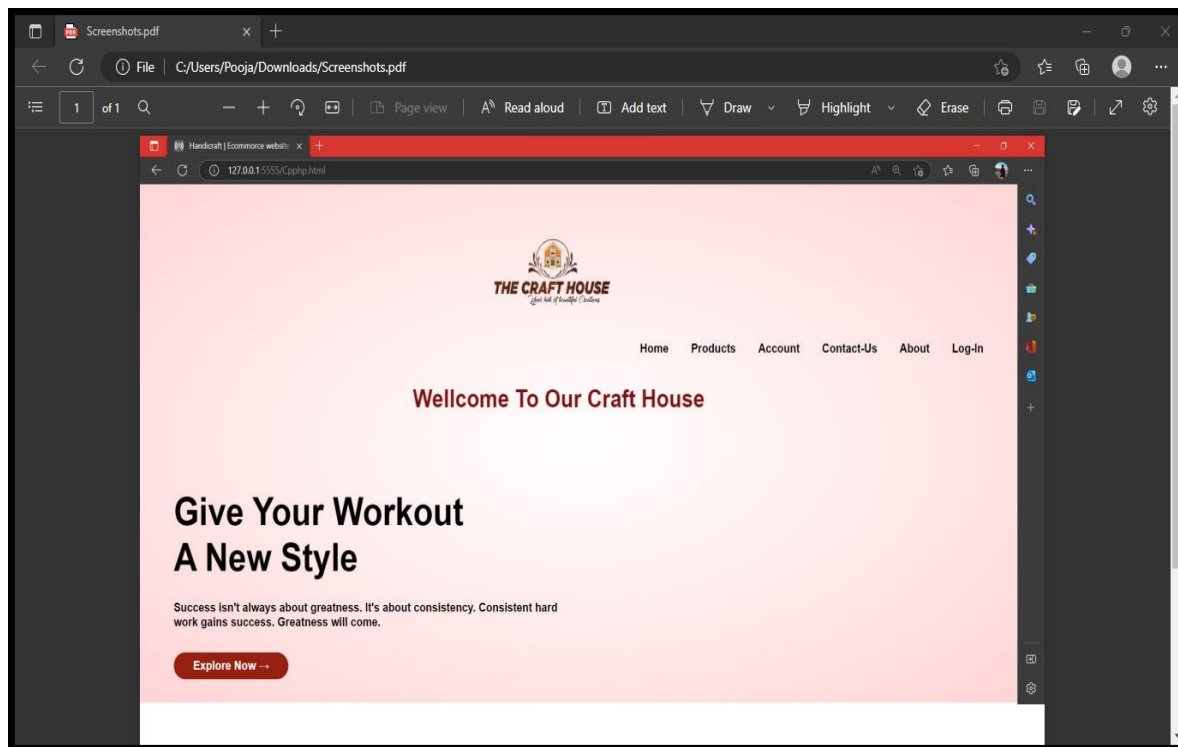 Screenshots.pdf
File | C:/Users/Pooja/Downloads/Screenshots.pdf
1 of 1 Page view Read aloud Add text Draw Highlight Erase
Handicraft | Ecommorce website
127.0.0.1:5555/Cpphp.html
THE CRAFT HOUSE
Home Products Account Contact-Us About Log-In
Wellcome To Our Craft House
Give Your Workout
A New Style
Success isn't always about greatness. It's about consistency. Consistent hard
work gains success. Greatness will come.
Explore Now →